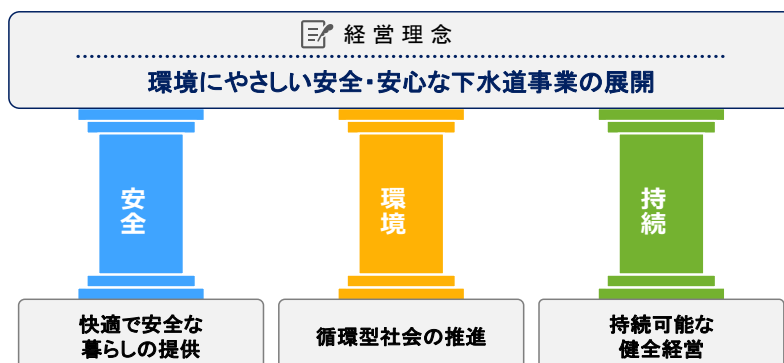 経営理念
環境にやさしい安全・安心な下水道事業の展開
安全
環境
持続
快適で安全な
暮らしの提供
循環型社会の推進
持続可能な
健全経営